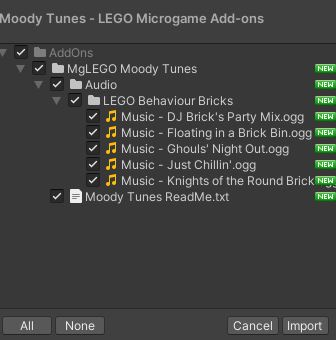 Moody Tunes - LEGO Microgame Add-ons
AddOns
MgLEGO Moody Tunes NEW
Audio NEW
LEGO Behaviour Bricks NEW
Music - DJ Brick's Party Mix.ogg NEW
Music - Floating in a Brick Bin.ogg NEW
Music - Ghouls' Night Out.ogg NEW
Music - Just Chillin'.ogg NEW
Music - Knights of the Round Brick NEW
Moody Tunes ReadMe.txt NEW
All None Cancel Import